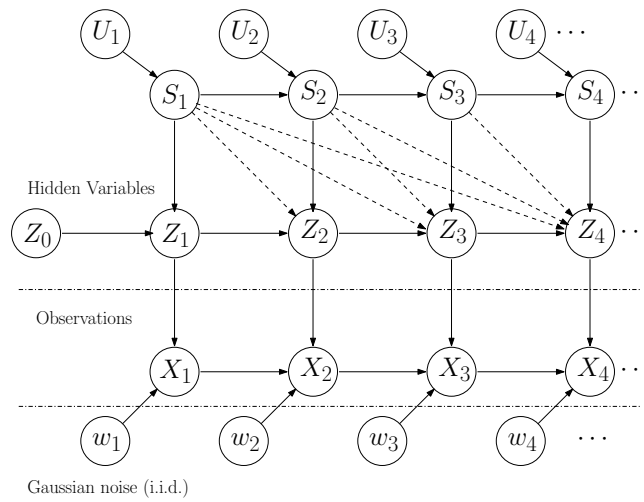 U₁ U₂ U₃ U₄ ···
S₁ S₂ S₃ S₄ ···
Hidden Variables
Z₀ Z₁ Z₂ Z₃ Z₄ ···
Observations
X₁ X₂ X₃ X₄ ···
w₁ w₂ w₃ w₄ ···
Gaussian noise (i.i.d.)